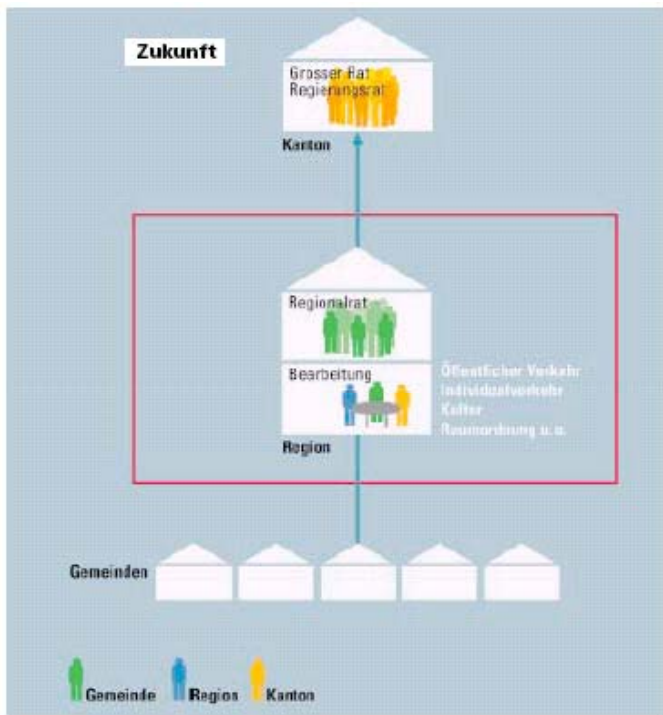 Zukunft
Grosser Rat
Regierungsrat
Kanton
Regionalrat
Bearbeitung
Öffentlicher Verkehr
Individualverkehr
Kultur
Raumordnung u. a.
Region
Gemeinden
Gemeinde
Region
Kanton